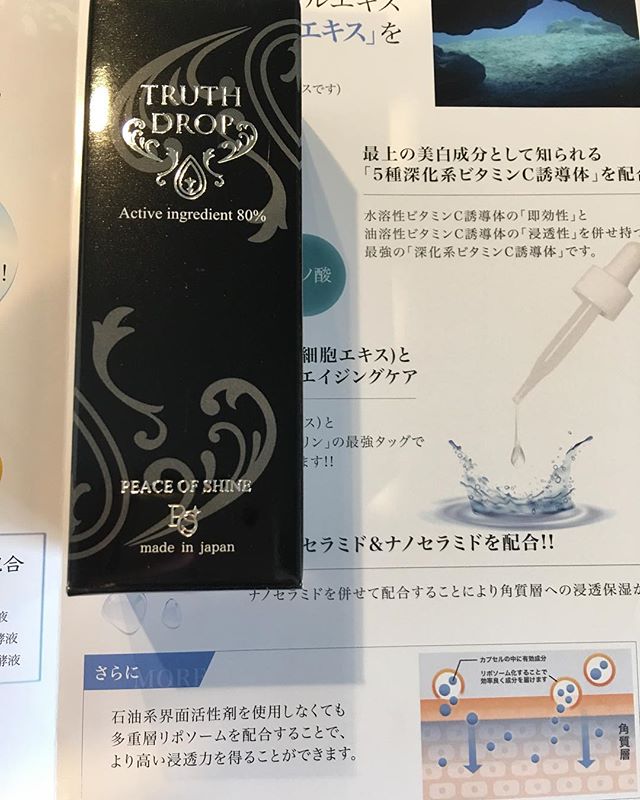 ルエキス
エキス」を
スです)
TRUTH
DROP
Active ingredient 80%
最上の美白成分として知られる
「5種深化系ビタミンC誘導体」を配合
水溶性ビタミンC誘導体の「即効性」と
油溶性ビタミンC誘導体の「浸透性」を併せ持つ
最強の「深化系ビタミンC誘導体」です。
ノ酸
細胞エキス)と
エイジングケア
ス)と
リン」の最強タッグで
ます!!
PEACE OF SHINE
PS
made in japan
セラミド&ナノセラミドを配合!!
ナノセラミドを併せて配合することにより角質層への浸透保湿が
合
液
酵液
酵液
さらに
MORE
石油系界面活性剤を使用しなくても
多重層リポソームを配合することで、
より高い浸透力を得ることができます。
カプセルの中に有効成分
リポソーム化することで
効率良く成分を届けます
角質層